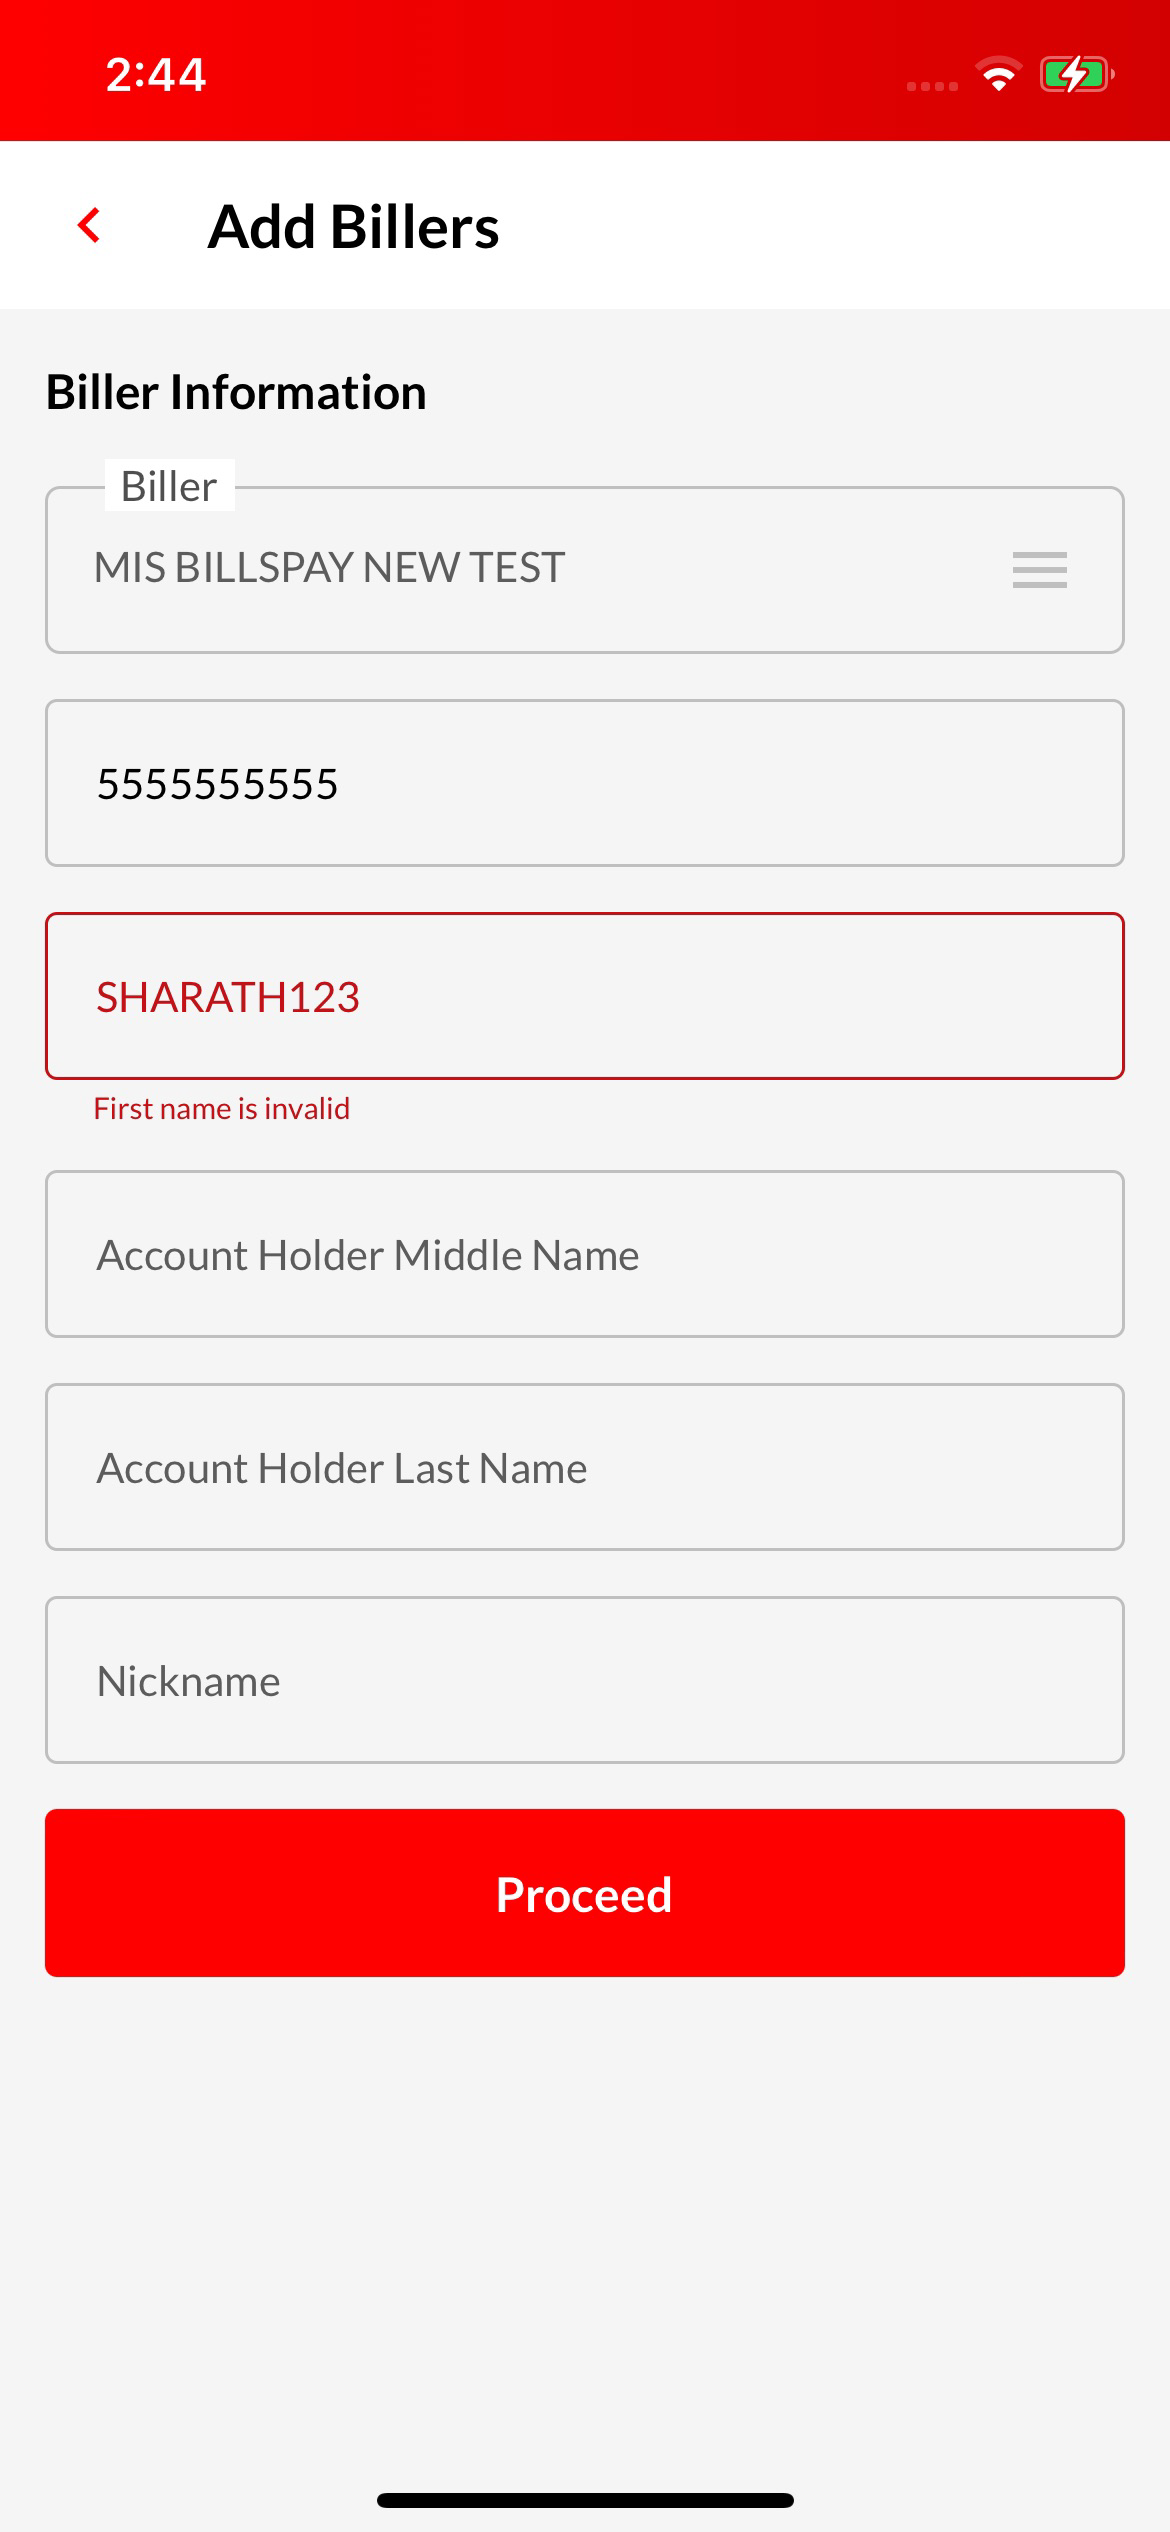 2:44
Add Billers
Biller Information
Biller
MIS BILLSPAY NEW TEST
5555555555
SHARATH123
First name is invalid
Account Holder Middle Name
Account Holder Last Name
Nickname
Proceed